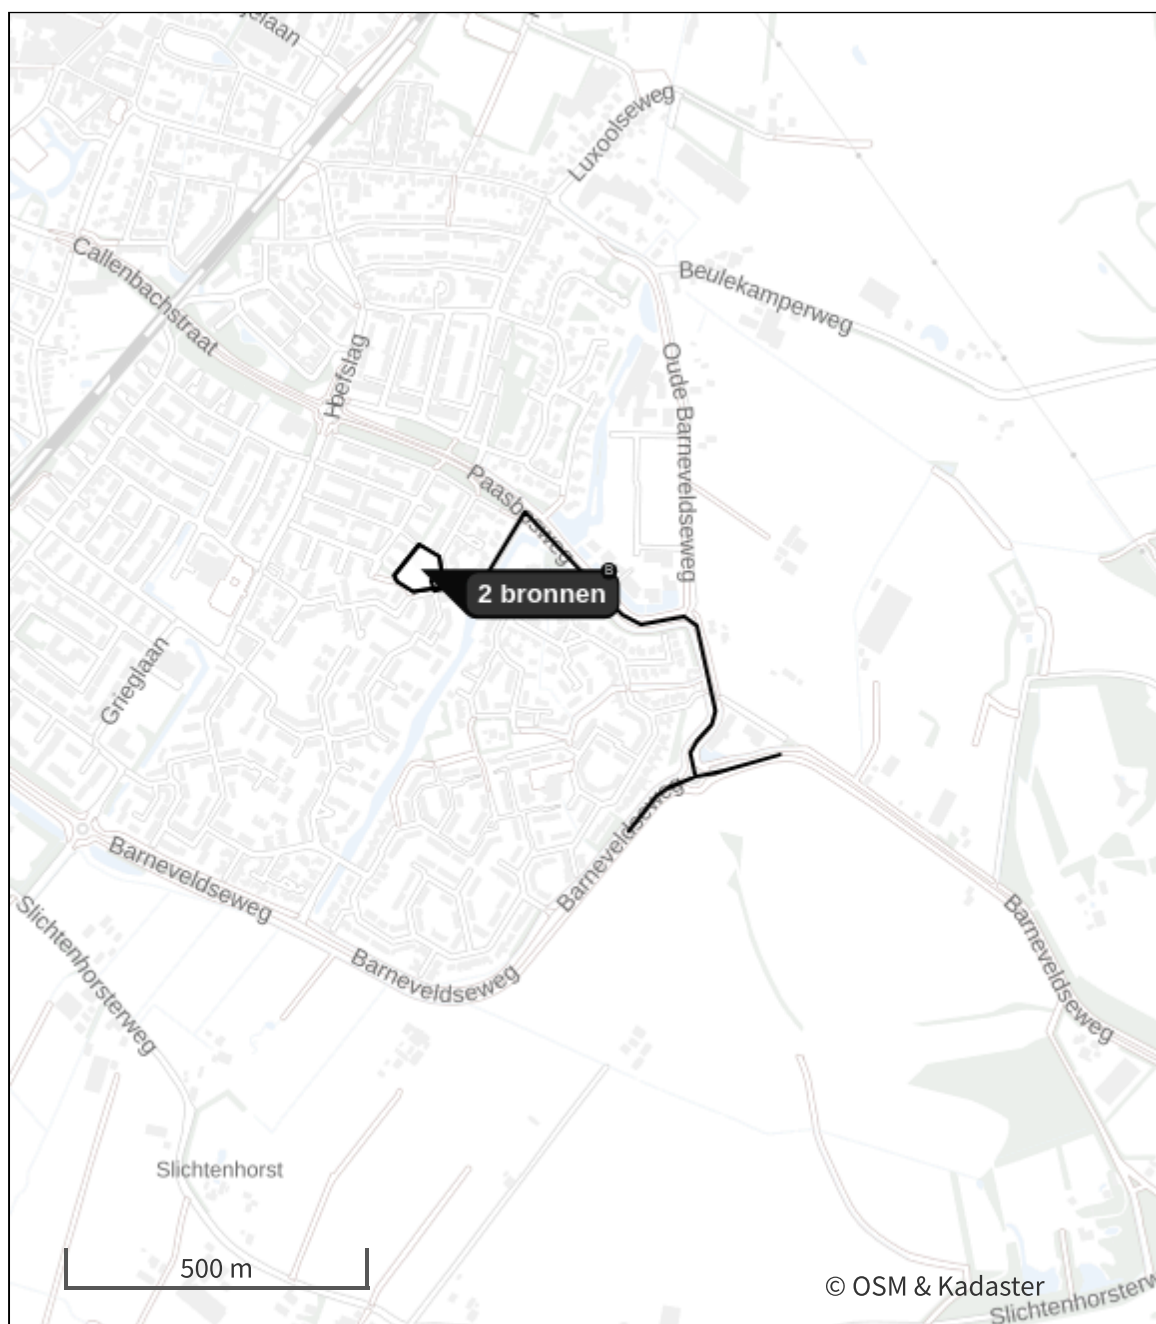 Luxoolseweg
Callenbachstraat
Beulekamperweg
Hoefslag
Oude Barneveldseweg
Paasbosweg
B
2 bronnen
Grieglaan
Barneveldseweg
Barneveldseweg
Barneveldseweg
Barneveldseweg
Slichtenhorsterweg
Slichtenhorst
500 m
© OSM & Kadaster
Slichtenhorsterw